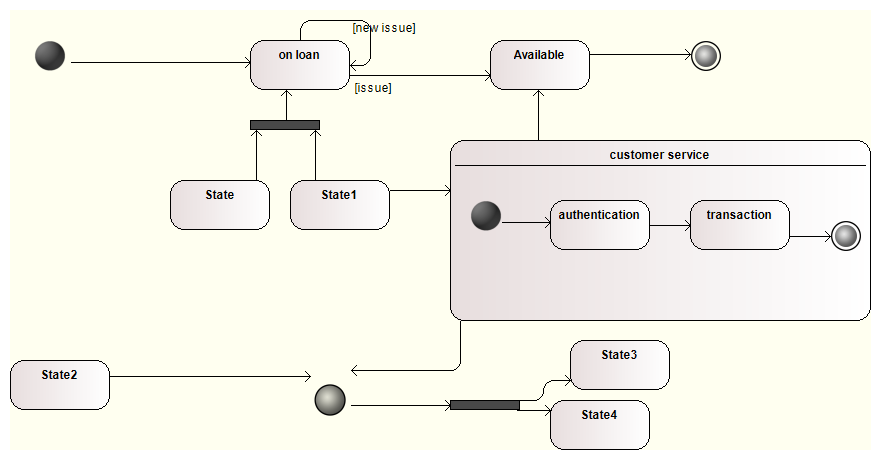 [new issue]
on loan
Available
[issue]
customer service
State
State1
authentication
transaction
State2
State3
State4